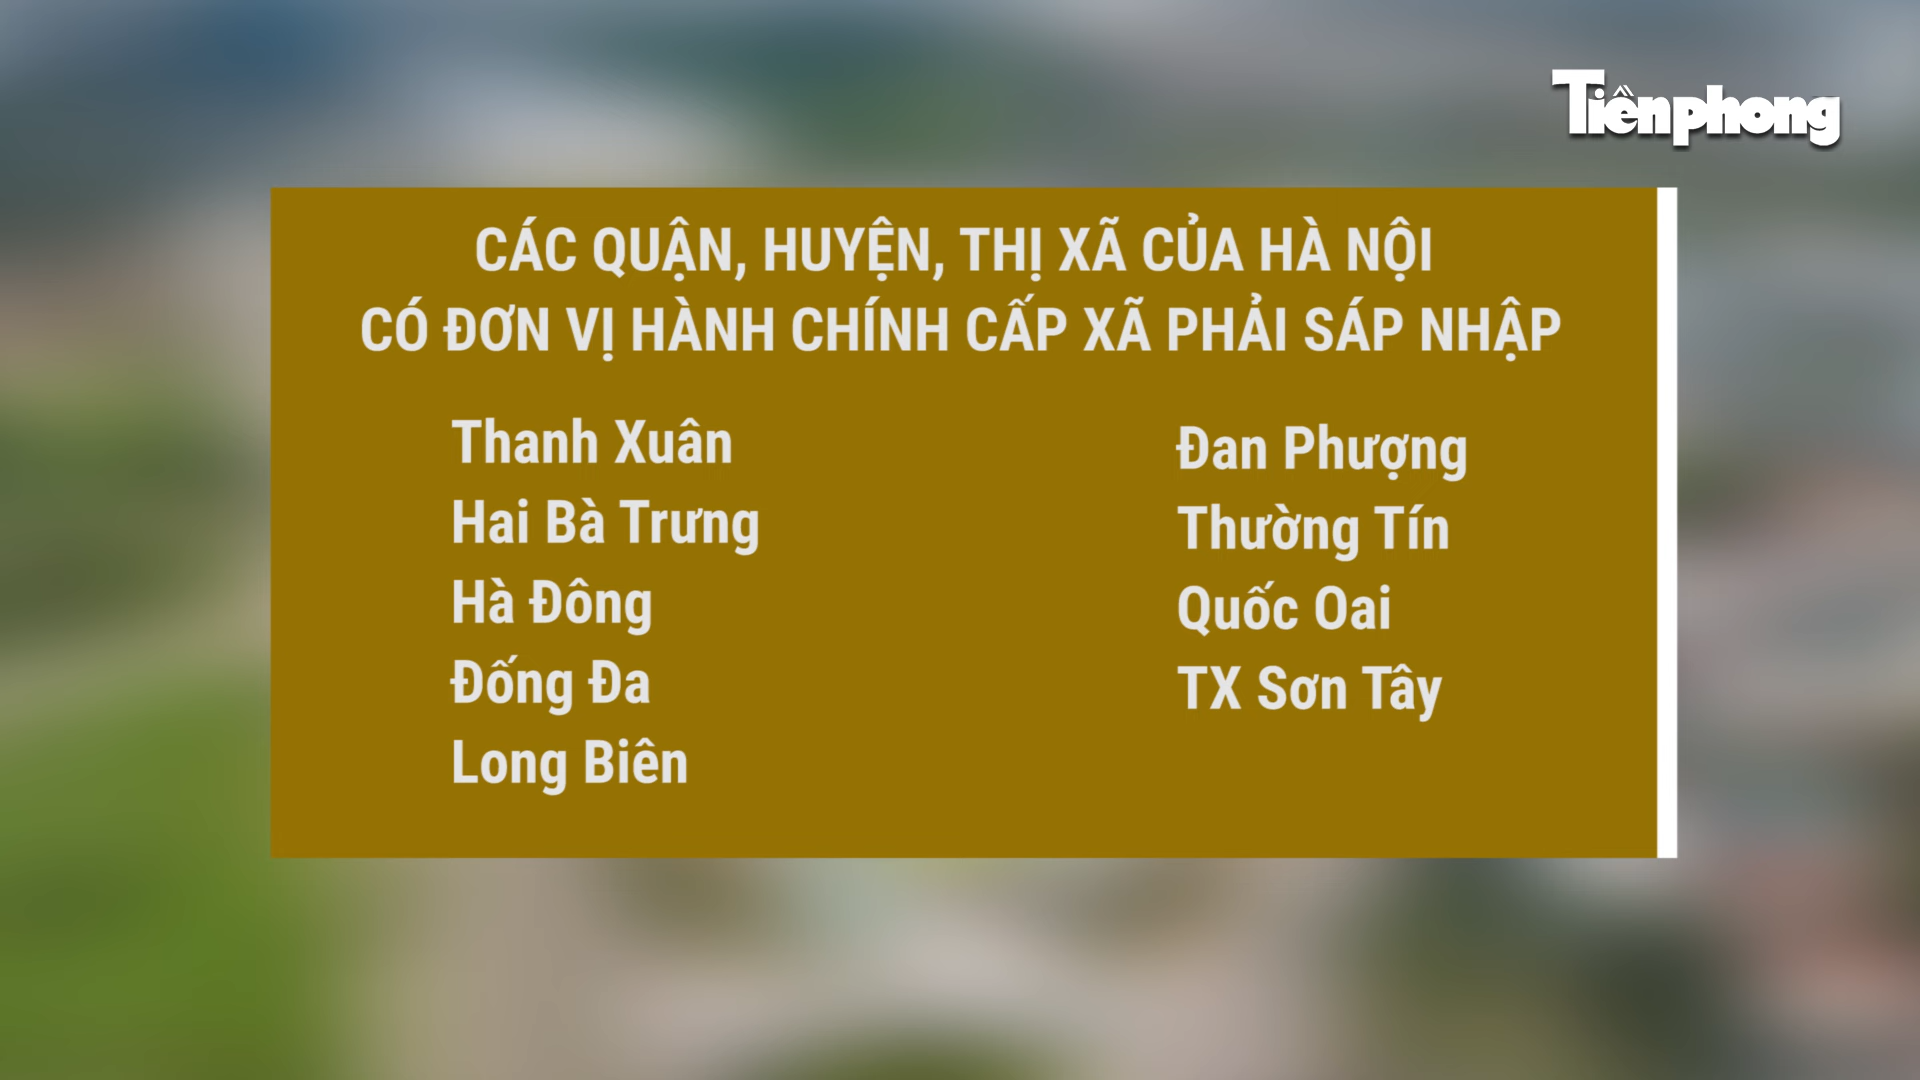 Tiềnphong
CÁC QUẬN, HUYỆN, THỊ XÃ CỦA HÀ NỘI
CÓ ĐƠN VỊ HÀNH CHÍNH CẤP XÃ PHẢI SÁP NHẬP
Thanh Xuân
Hai Bà Trưng
Hà Đông
Đống Đa
Long Biên
Đan Phượng
Thường Tín
Quốc Oai
TX Sơn Tây